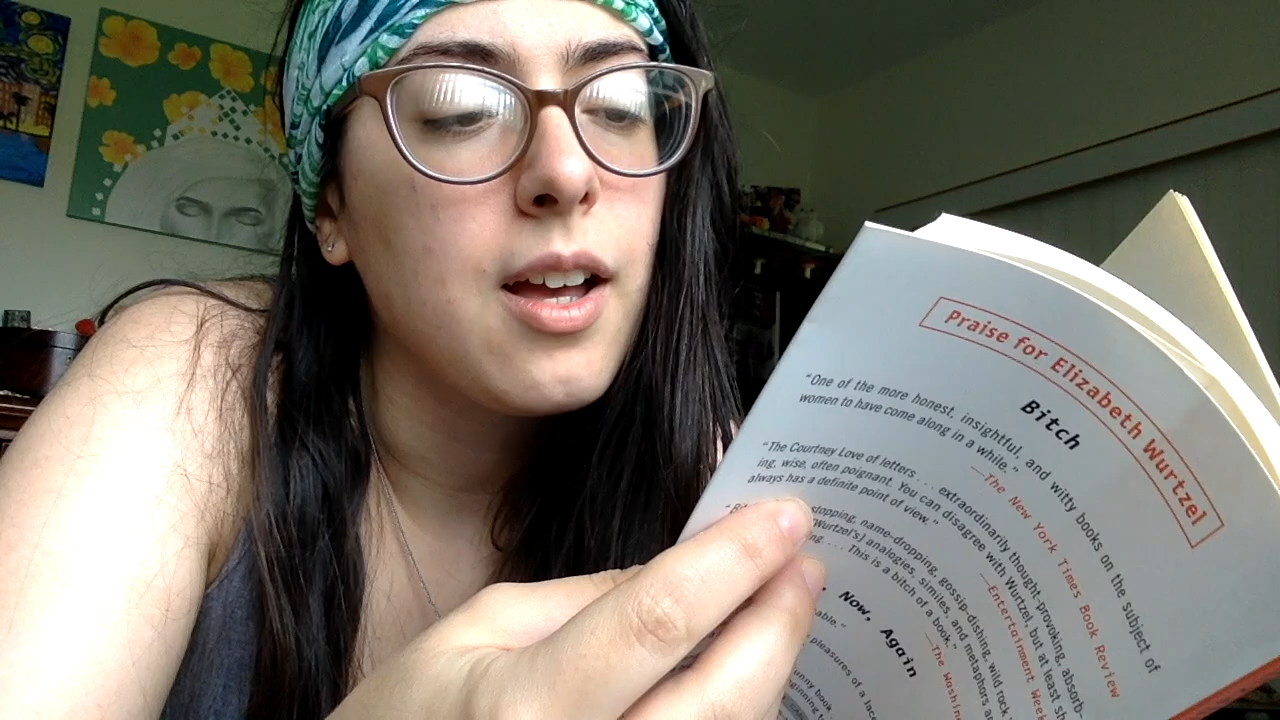 Praise for Elizabeth Wurtzel
Bitch
"One of the more honest, insightful, and witty books on the subject of
women to have come along in a while."
—The New York Times Book Review
"The Courtney Love of letters . . . extraordinarily thought-provoking, absorb-
ing, wise, often poignant. You can disagree with Wurtzel, but at least sh
always has a definite point of view."
—Entertainment Week
stopping, name-dropping, gossip-dishing, wild rock
(Wurtzel's) analogies, similes, and metaphors
. . . This is a bitch of a book."
—The Washin
Now, Again
pleasures of a
unny book